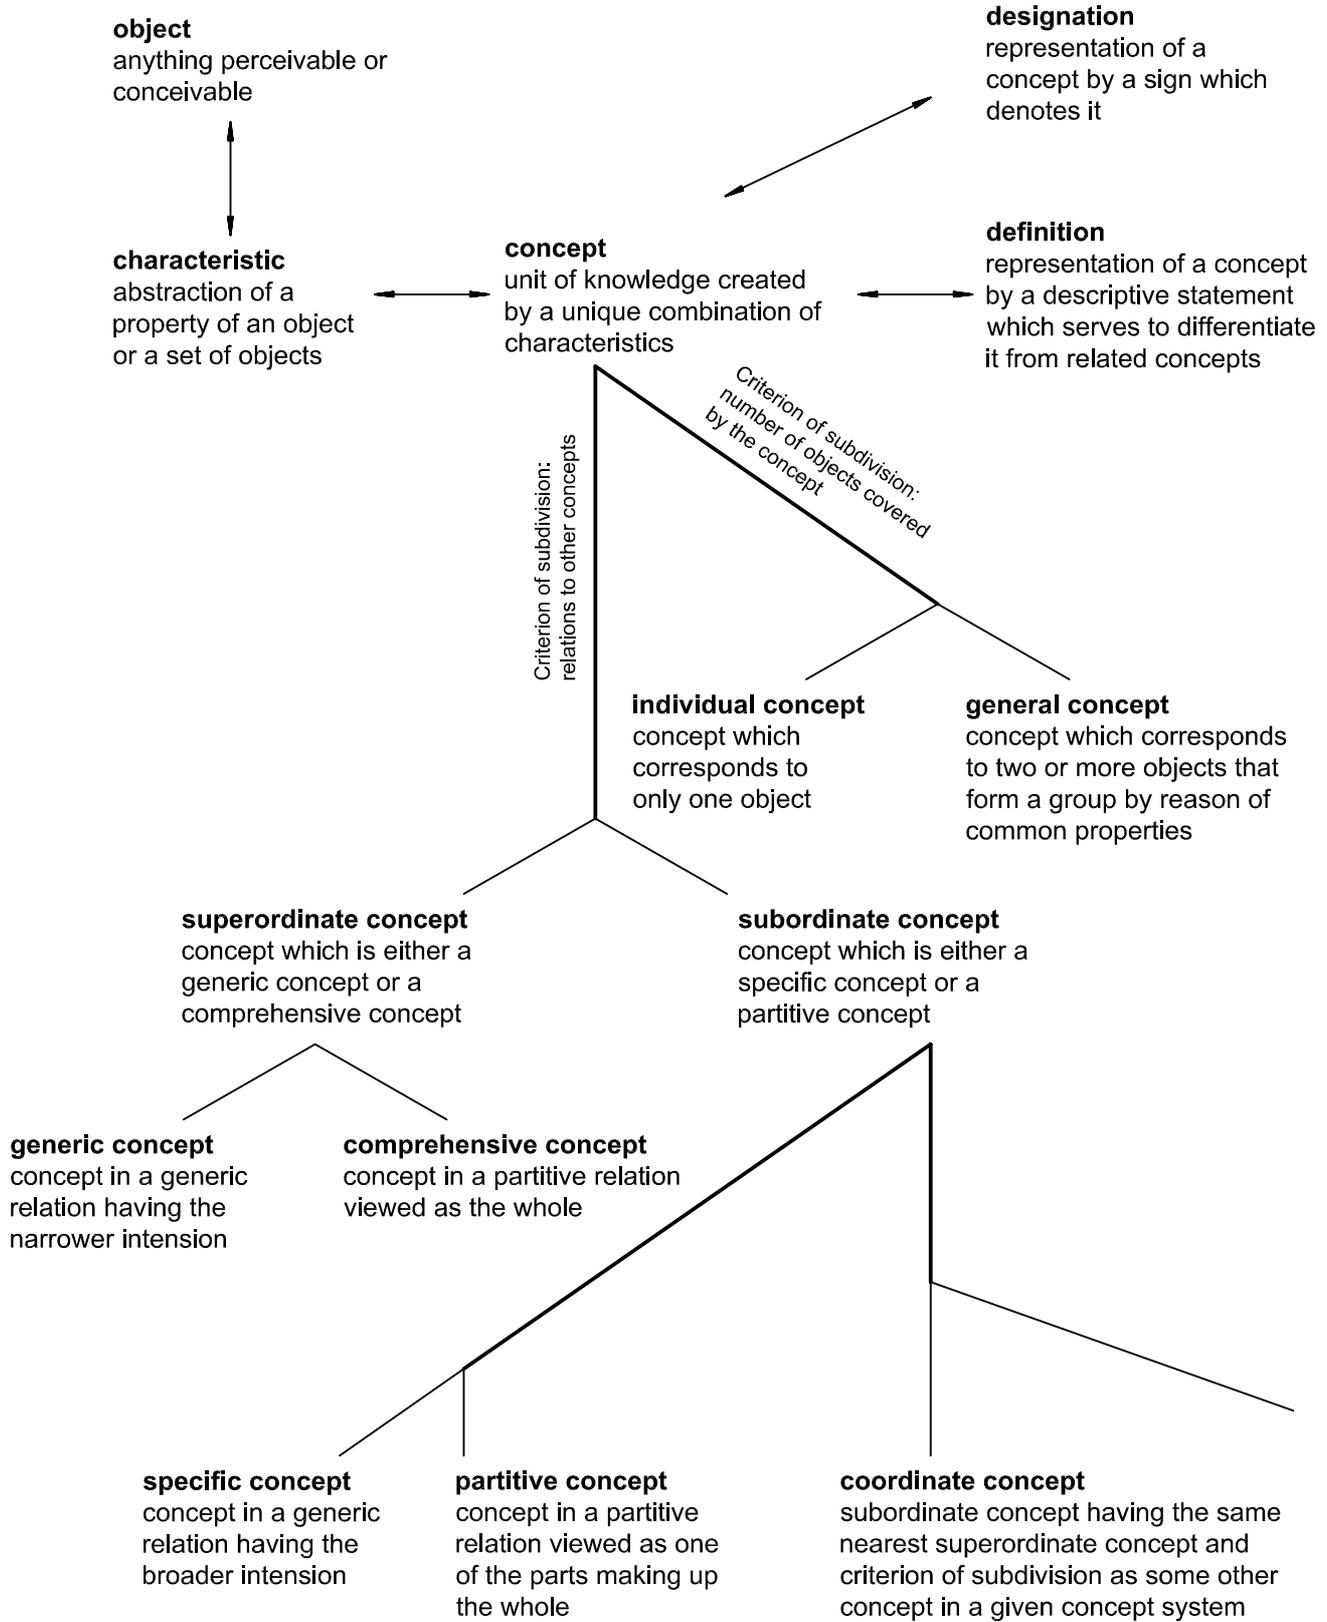 object
anything perceivable or
conceivable
designation
representation of a
concept by a sign which
denotes it
characteristic
abstraction of a
property of an object
or a set of objects
concept
unit of knowledge created
by a unique combination of
characteristics
definition
representation of a concept
by a descriptive statement
which serves to differentiate
it from related concepts
Criterion of subdivision:
relations to other concepts
Criterion of subdivision:
number of objects covered
by the concept
individual concept
concept which
corresponds to
only one object
general concept
concept which corresponds
to two or more objects that
form a group by reason of
common properties
superordinate concept
concept which is either a
generic concept or a
comprehensive concept
subordinate concept
concept which is either a
specific concept or a
partitive concept
generic concept
concept in a generic
relation having the
narrower intension
comprehensive concept
concept in a partitive relation
viewed as the whole
specific concept
concept in a generic
relation having the
broader intension
partitive concept
concept in a partitive
relation viewed as one
of the parts making up
the whole
coordinate concept
subordinate concept having the same
nearest superordinate concept and
criterion of subdivision as some other
concept in a given concept system